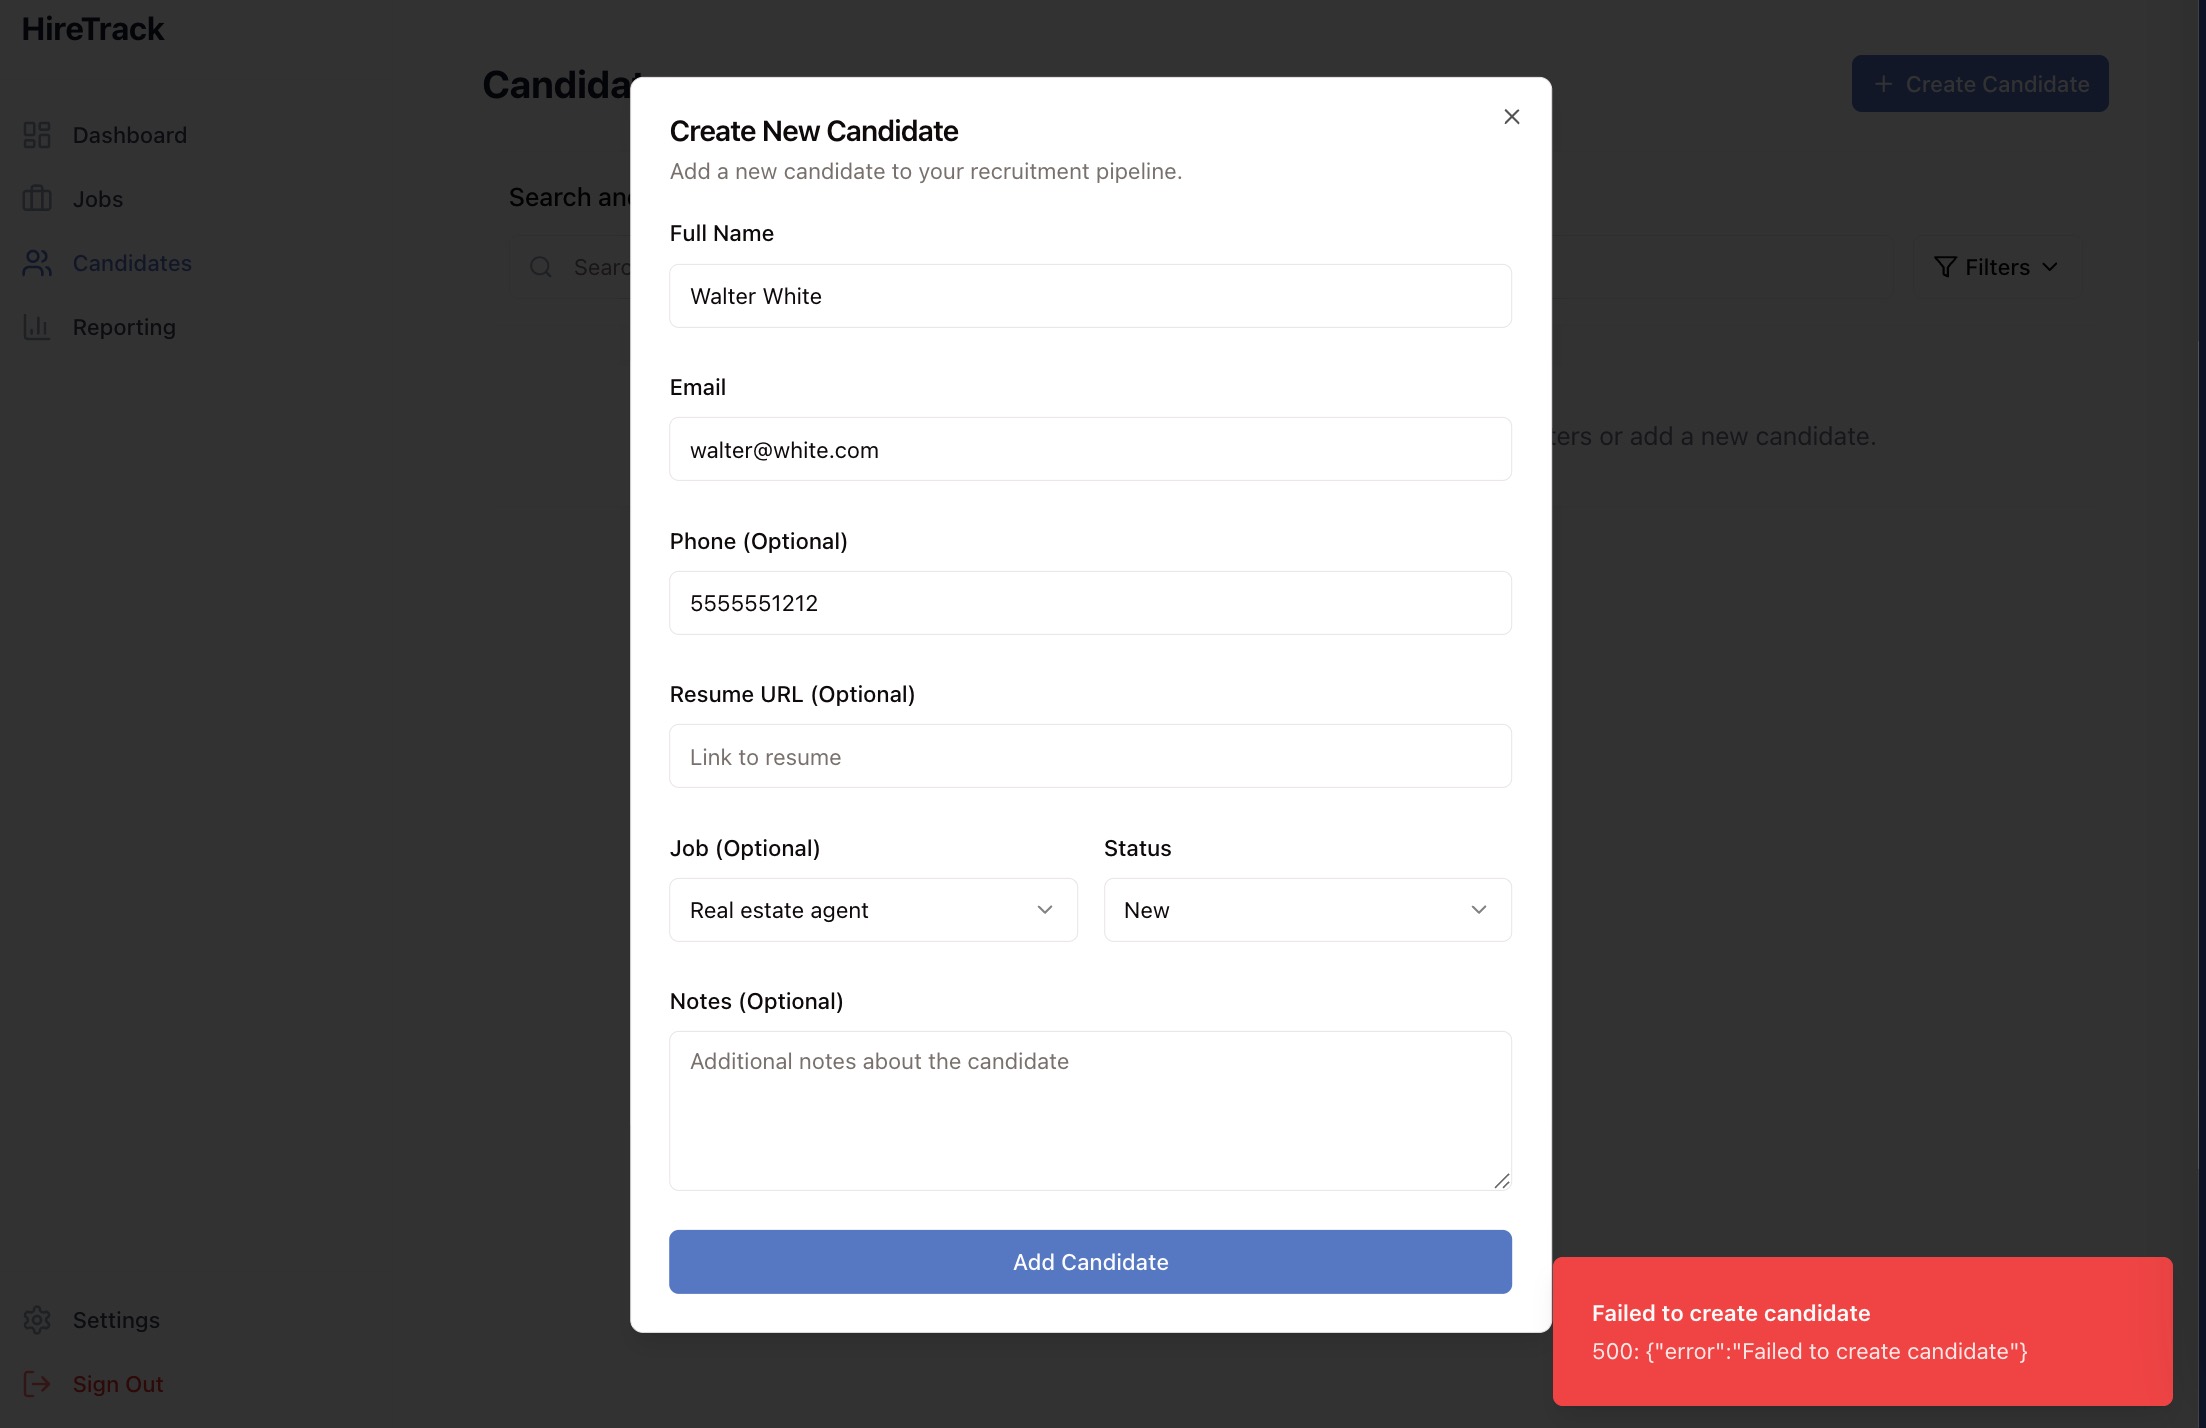 HireTrack
Dashboard
Jobs
Candidates
Reporting
Settings
Sign Out
Create Candidate
Search
Filters
ters or add a new candidate.
Create New Candidate
Add a new candidate to your recruitment pipeline.
Full Name
Walter White
Email
walter@white.com
Phone (Optional)
5555551212
Resume URL (Optional)
Link to resume
Job (Optional) Status
Real estate agent New
Notes (Optional)
Additional notes about the candidate
Add Candidate
Failed to create candidate
500: {"error":"Failed to create candidate"}